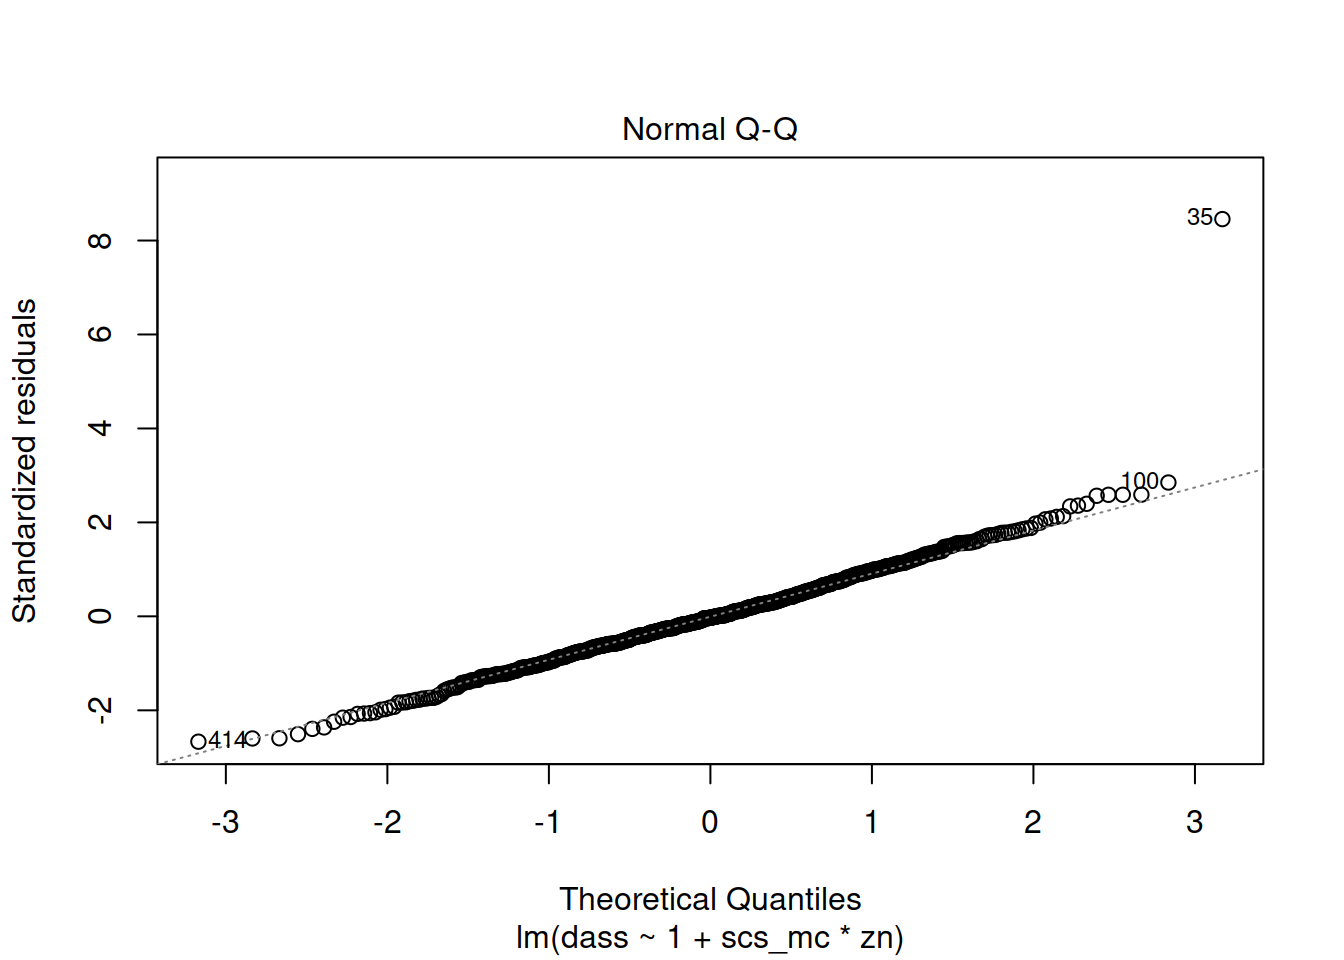 Normal Q-Q
Standardized residuals
8
6
4
2
0
-2
35
100
414
-3 -2 -1 0 1 2 3
Theoretical Quantiles
lm(dass ~ 1 + scs_mc * zn)